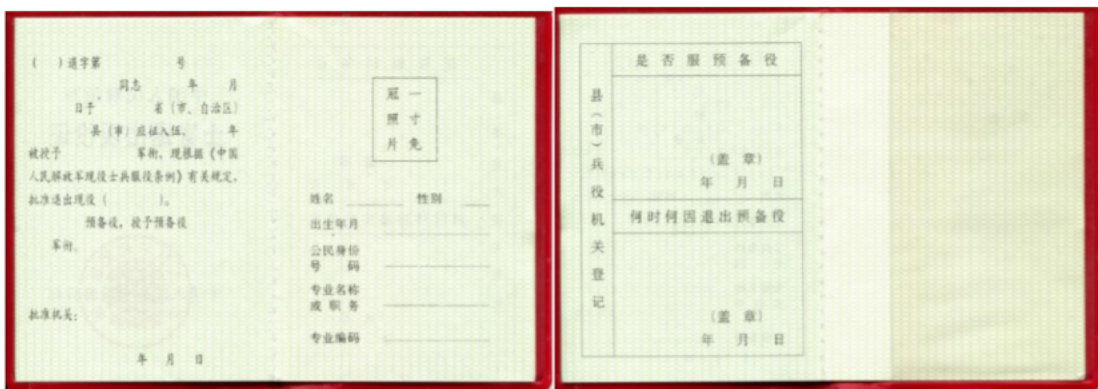 (　)退字第　　　号
同志　　年　月
日于　　省(市、自治区)
县(市)应征入伍,　　年
被授于　　军衔,现根据《中国
人民解放军现役士兵服役条例》有关规定,
批准退出现役(　　　)。
预备役,授予预备役
军衔.
批准机关:
年　月　日
一寸免冠照片
姓名　　性别
出生年月
公民身份
号　码
专业名称
或职务
专业编码
县(市)兵役机关登记
是否服预备役
(盖 章)
年　月　日
何时何因退出预备役
(盖 章)
年　月　日